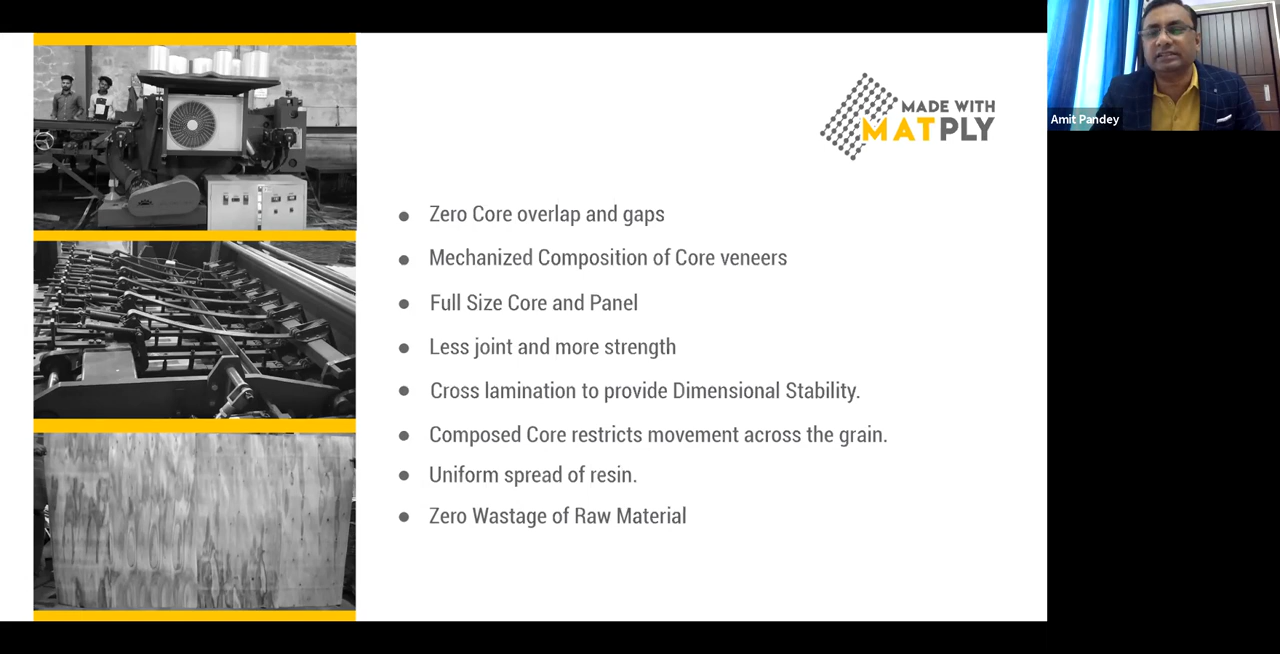 MADE WITH
MATPLY
Amit Pandey
Zero Core overlap and gaps
Mechanized Composition of Core veneers
Full Size Core and Panel
Less joint and more strength
Cross lamination to provide Dimensional Stability.
Composed Core restricts movement across the grain.
Uniform spread of resin.
Zero Wastage of Raw Material